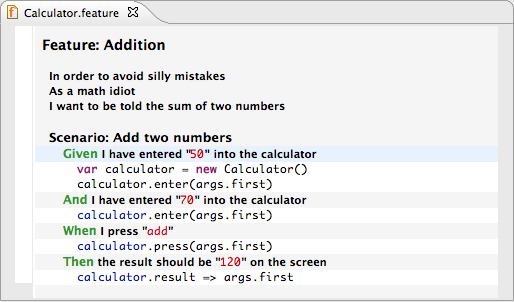 Calculator.feature
Feature: Addition
In order to avoid silly mistakes
As a math idiot
I want to be told the sum of two numbers
Scenario: Add two numbers
Given I have entered "50" into the calculator
var calculator = new Calculator()
calculator.enter(args.first)
And I have entered "70" into the calculator
calculator.enter(args.first)
When I press "add"
calculator.press(args.first)
Then the result should be "120" on the screen
calculator.result => args.first